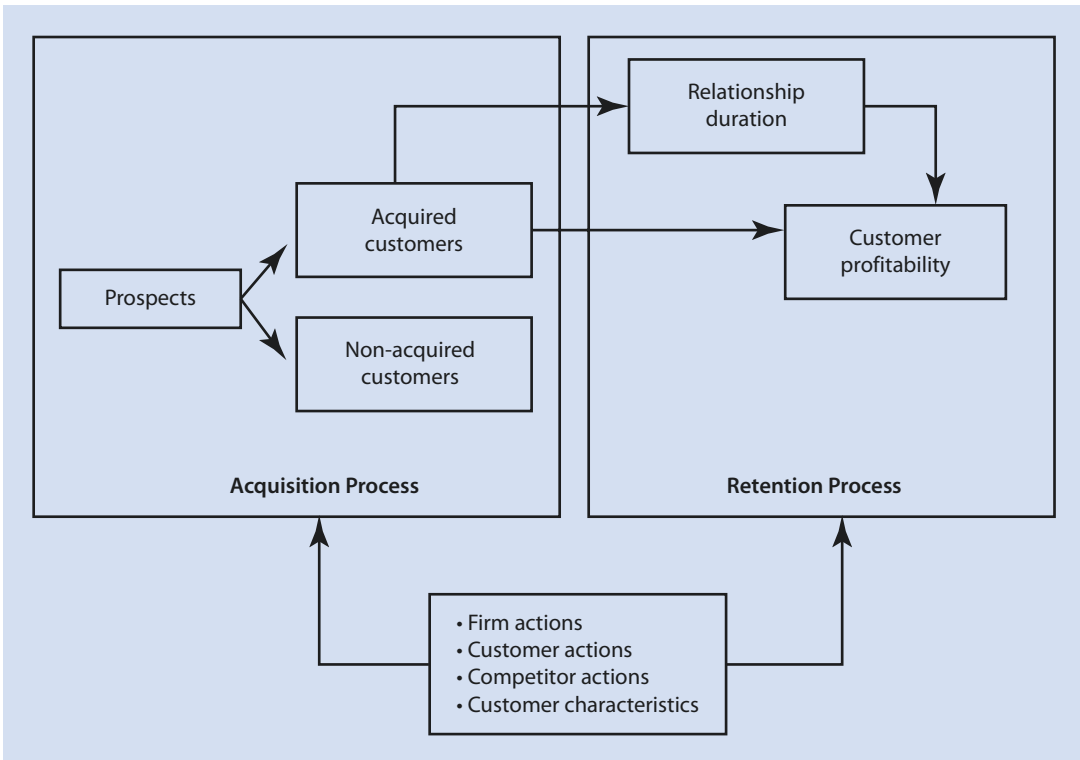 Relationship
duration
Acquired
customers
Customer
profitability
Prospects
Non-acquired
customers
Acquisition Process
Retention Process
• Firm actions
• Customer actions
• Competitor actions
• Customer characteristics